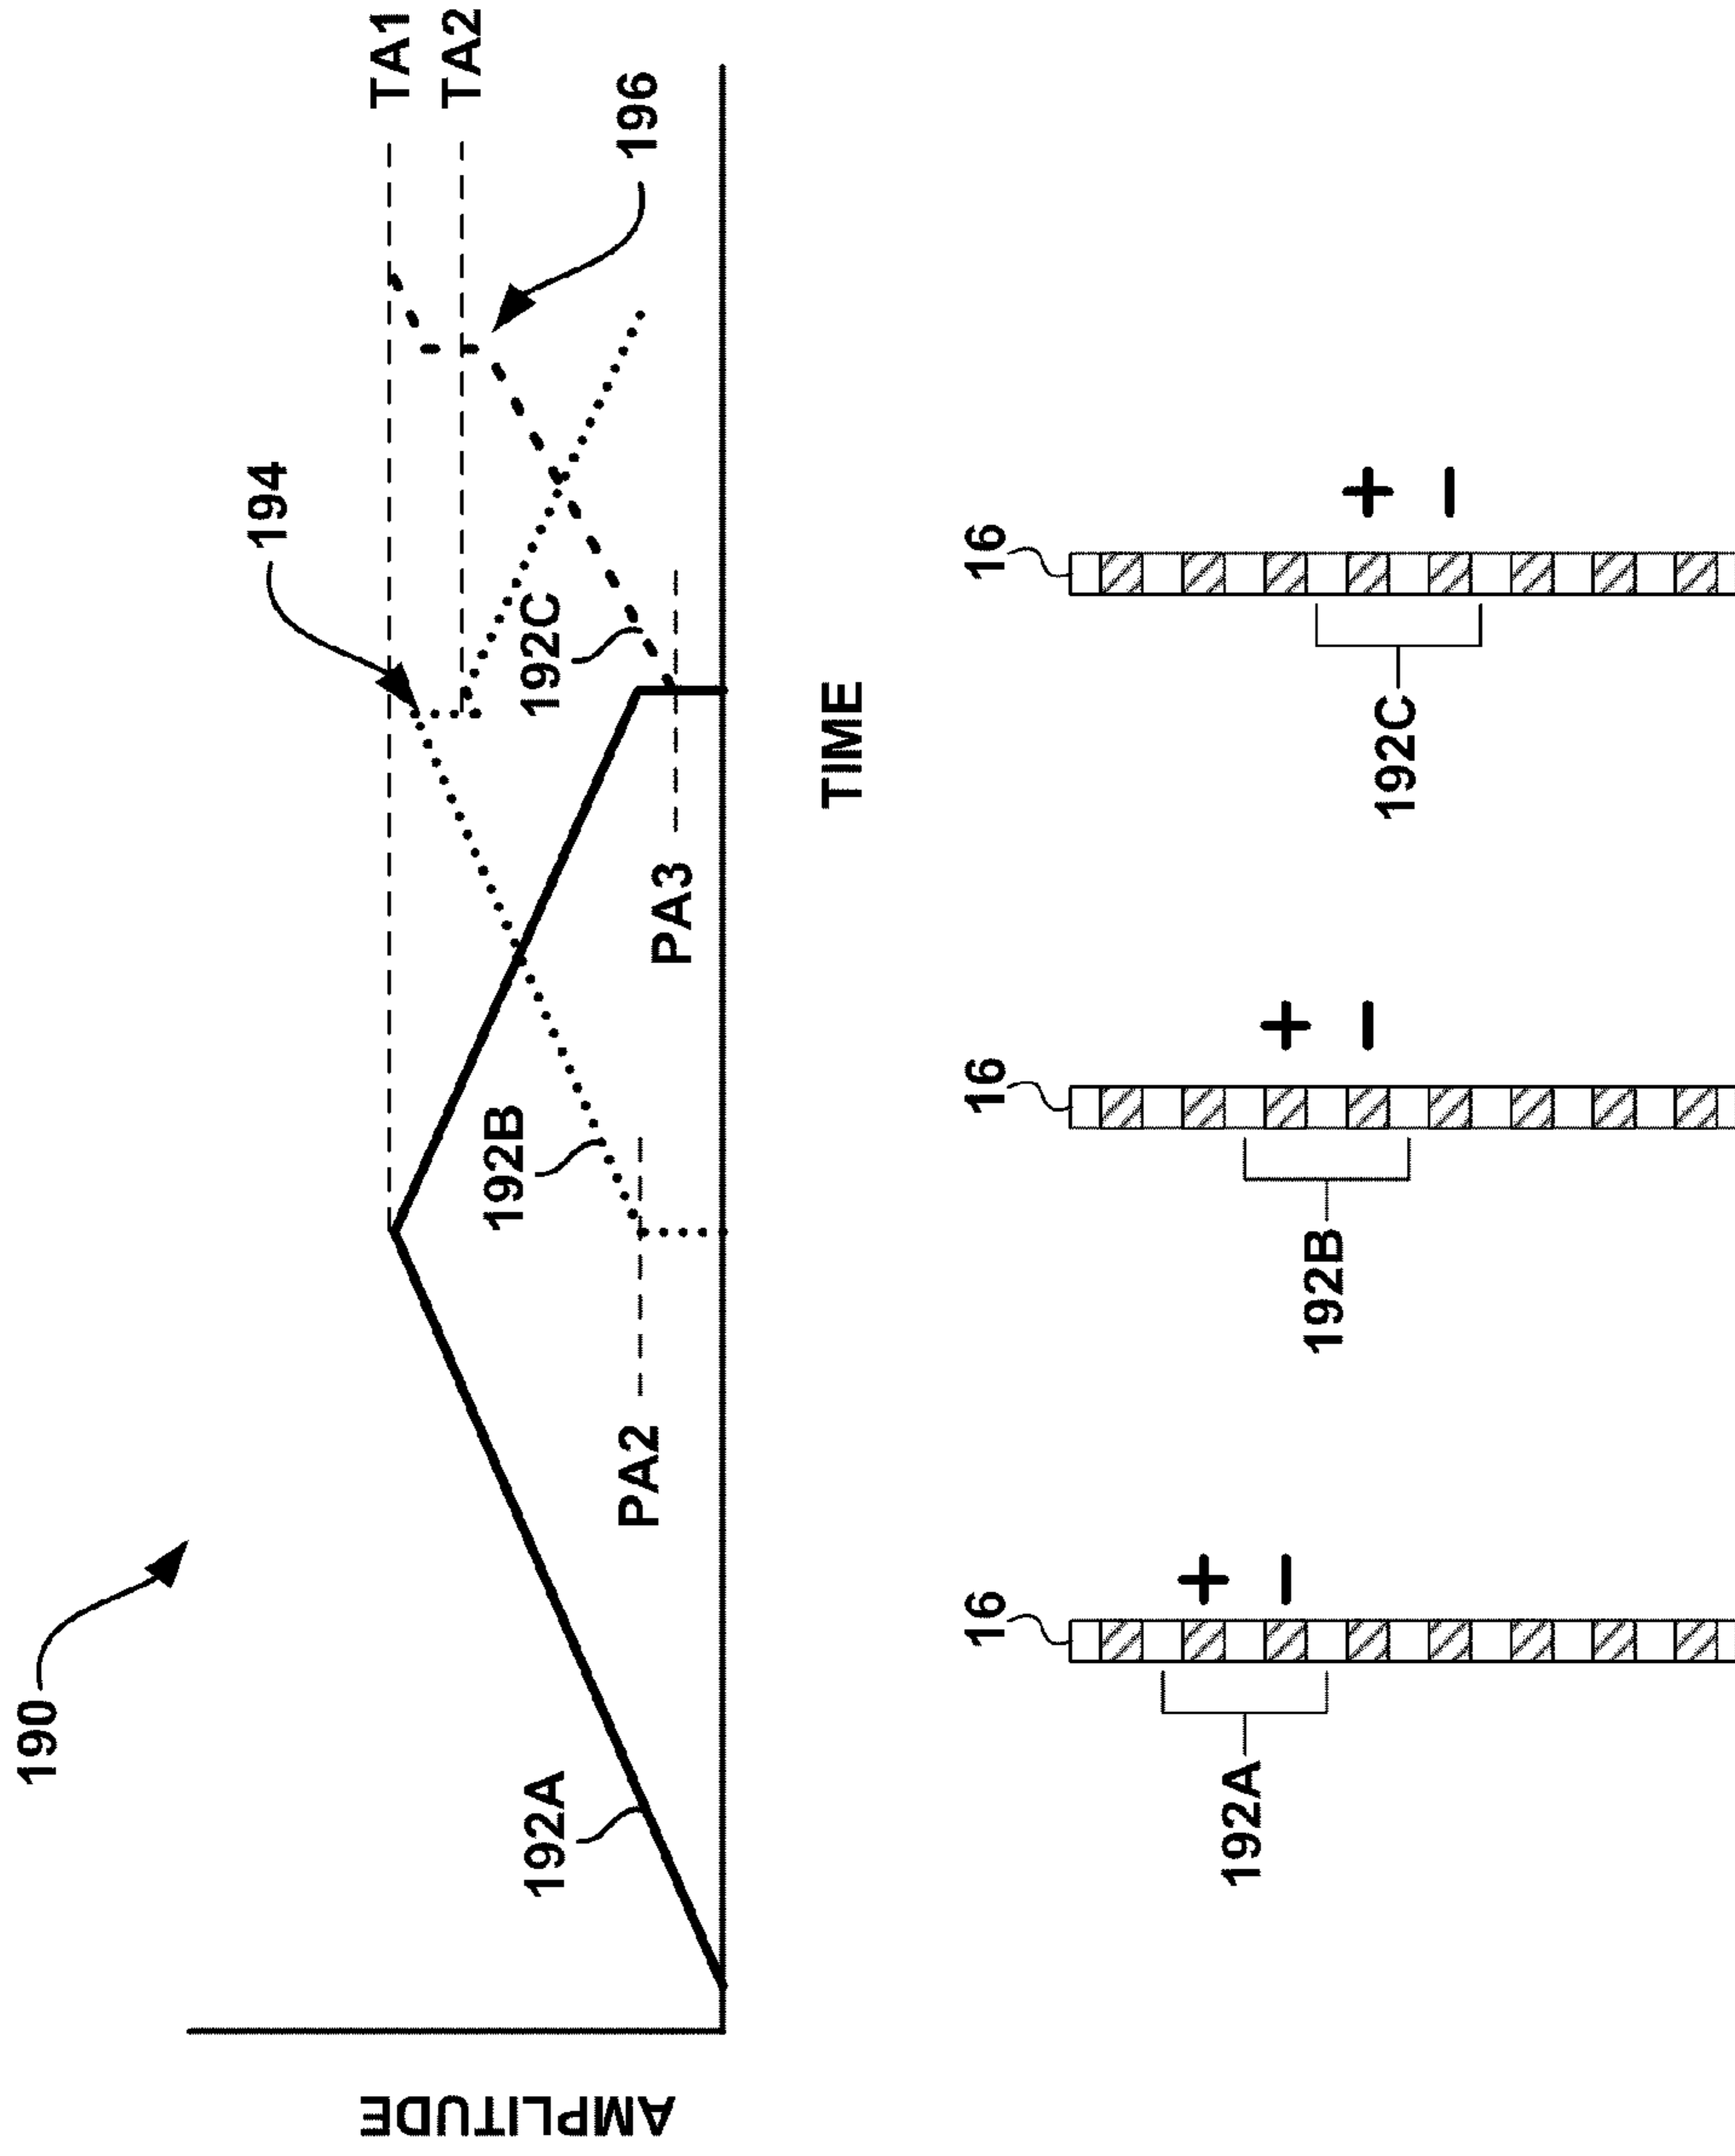 190
194
TA1
TA2
196
192A
192B
192C
PA2
PA3
AMPLITUDE
TIME
16
16
16
+
+
+
−
−
−
192A
192B
192C